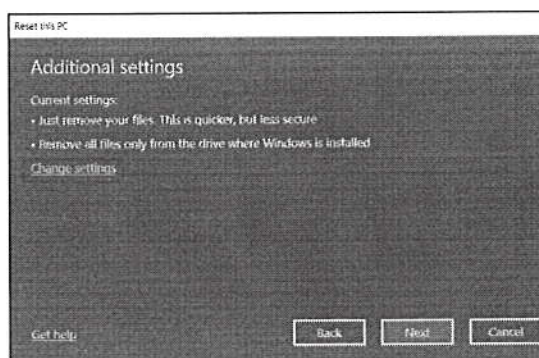 Reset this PC
Additional settings
Current settings:
• Just remove your files. This is quicker, but less secure
• Remove all files only from the drive where Windows is installed
Change settings
Get help
Back
Next
Cancel